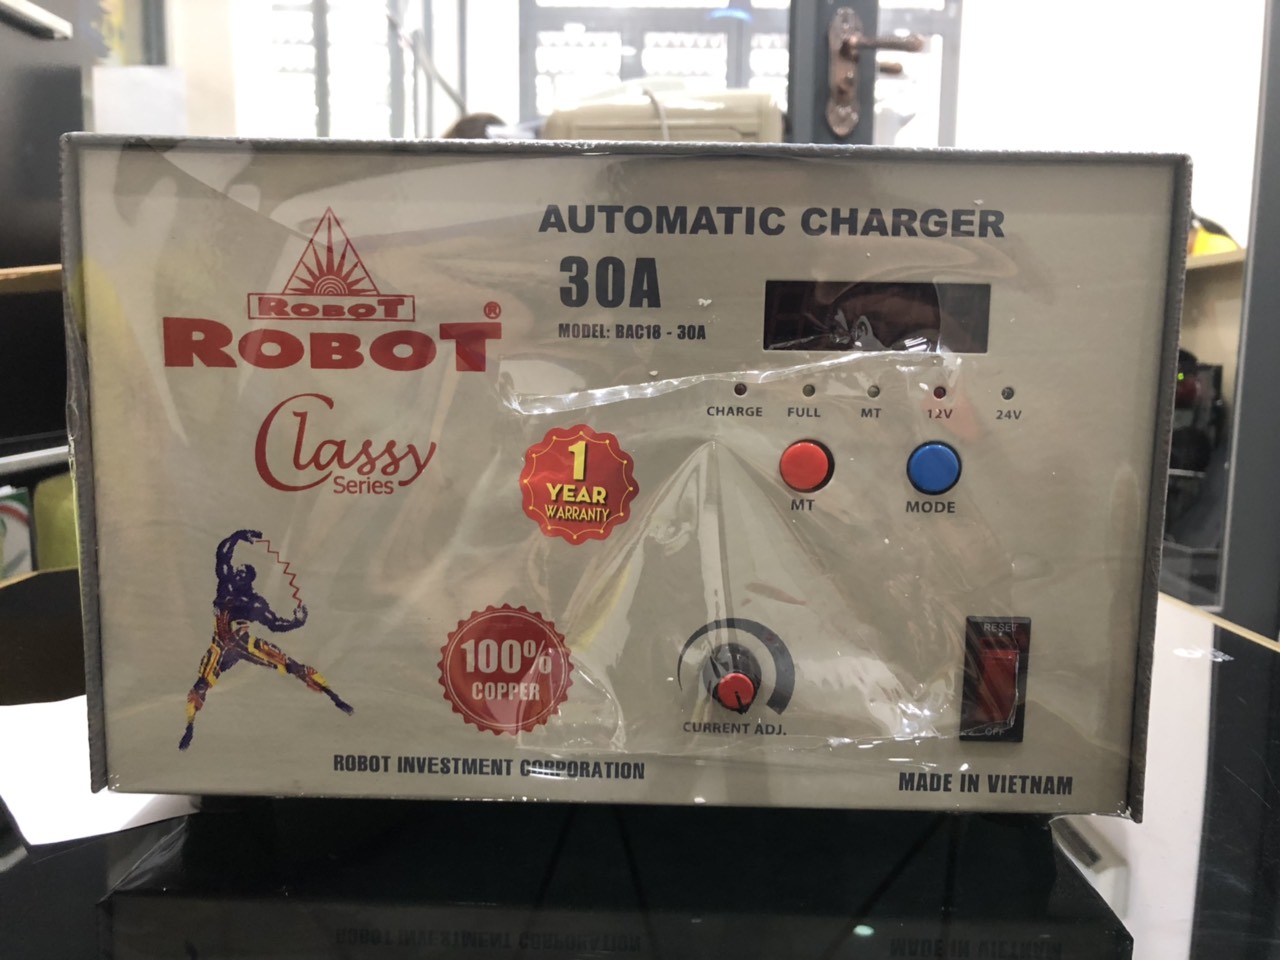 AUTOMATIC CHARGER
30A
MODEL: BAC18 - 30A
ROBOT
ROBOT®
Classy
Series
CHARGE FULL MT 12V 24V
MT MODE
1
YEAR
WARRANTY
100%
COPPER
CURRENT ADJ.
RESET
OFF
ROBOT INVESTMENT CORPORATION
MADE IN VIETNAM